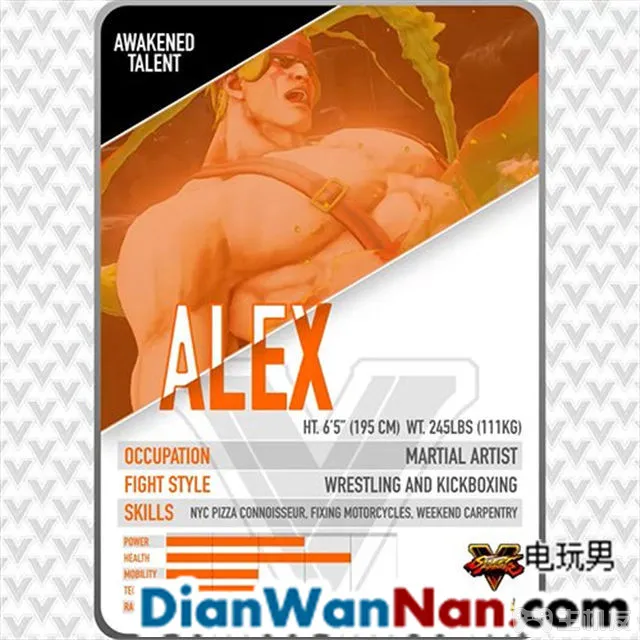 AWAKENED
TALENT
ALEX
HT. 6'5" (195 CM) WT. 245LBS (111KG)
OCCUPATION MARTIAL ARTIST
FIGHT STYLE WRESTLING AND KICKBOXING
SKILLS NYC PIZZA CONNOISSEUR, FIXING MOTORCYCLES, WEEKEND CARPENTRY
POWER
HEALTH
MOBILITY
电玩男
DianWanNan.com